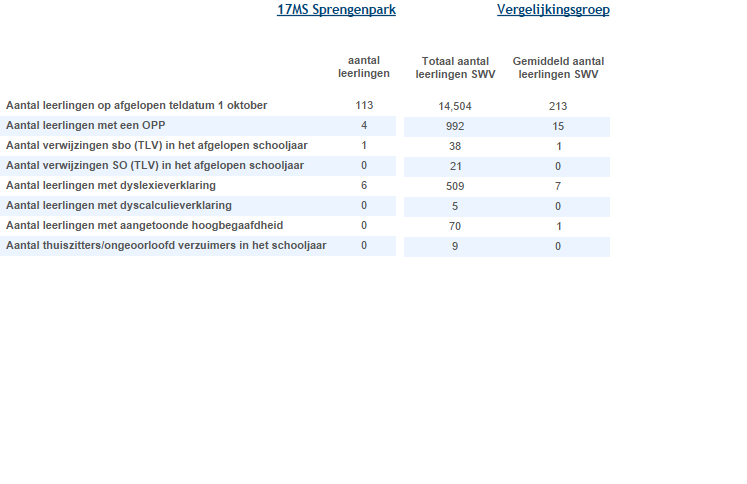 17MS Sprengenpark Vergelijkingsgroep
aantal Totaal aantal Gemiddeld aantal
leerlingen leerlingen SWV leerlingen SWV
Aantal leerlingen op afgelopen teldatum 1 oktober 113 14,504 213
Aantal leerlingen met een OPP 4 992 15
Aantal verwijzingen sbo (TLV) in het afgelopen schooljaar 1 38 1
Aantal verwijzingen SO (TLV) in het afgelopen schooljaar 0 21 0
Aantal leerlingen met dyslexieverklaring 6 509 7
Aantal leerlingen met dyscalculieverklaring 0 5 0
Aantal leerlingen met aangetoonde hoogbegaafdheid 0 70 1
Aantal thuiszitters/ongeoorloofd verzuimers in het schooljaar 0 9 0